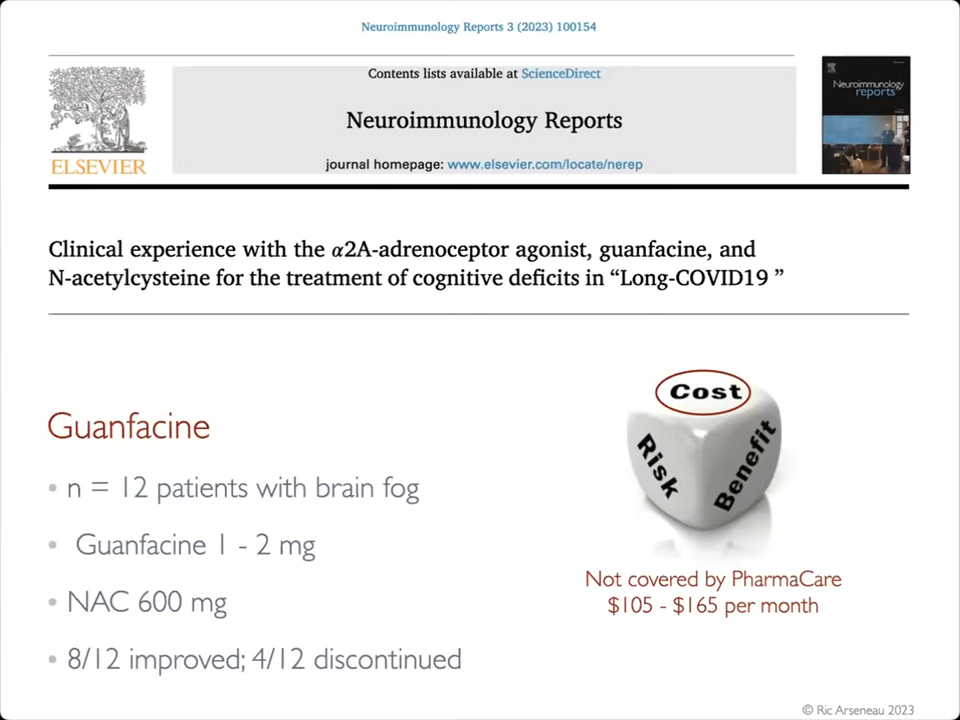 Neuroimmunology Reports 3 (2023) 100154
Contents lists available at ScienceDirect
Neuroimmunology Reports
journal homepage: www.elsevier.com/locate/nerep
ELSEVIER
Neuroimmunology
reports
Clinical experience with the α2A-adrenoceptor agonist, guanfacine, and
N-acetylcysteine for the treatment of cognitive deficits in “Long-COVID19 ”
Guanfacine
• n = 12 patients with brain fog
• Guanfacine 1 - 2 mg
• NAC 600 mg
• 8/12 improved; 4/12 discontinued
Cost
Risk
Benefit
Not covered by PharmaCare
$105 - $165 per month
© Ric Arseneau 2023